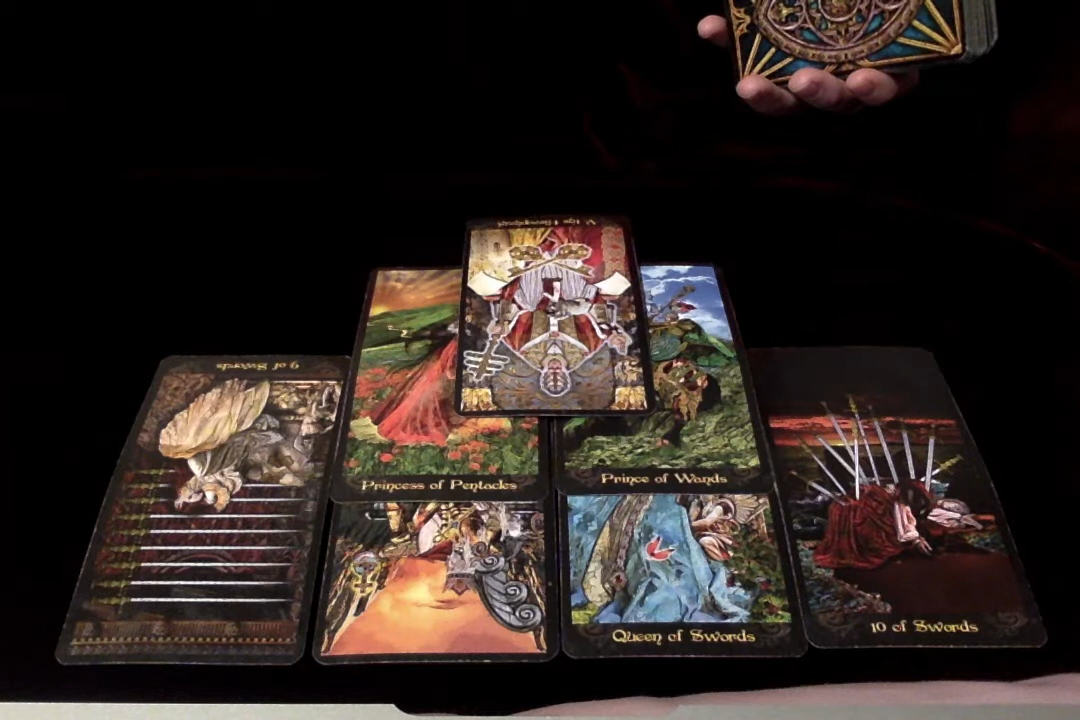 V The Hierophant
9 of Swords
Princess of Pentacles
Prince of Wands
Queen of Swords
10 of Swords